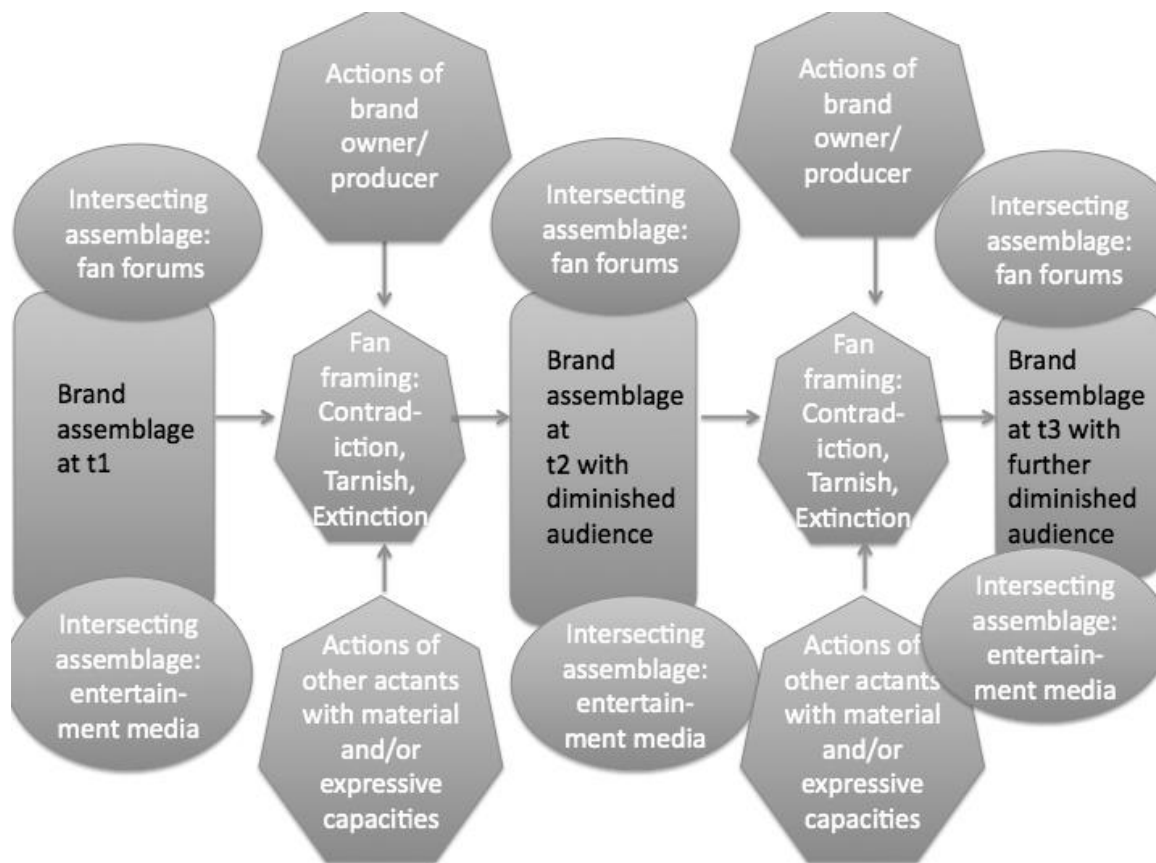 Actions of
brand
owner/
producer
Actions of
brand
owner/
producer
Intersecting
assemblage:
fan forums
Intersecting
assemblage:
fan forums
Intersecting
assemblage:
fan forums
Brand
assemblage
at t1
Fan
framing:
Contrad-
iction,
Tarnish,
Extinction
Brand
assemblage
at
t2 with
diminished
audience
Fan
framing:
Contrad-
iction,
Tarnish,
Extinction
Brand
assemblage
at t3 with
further
diminished
audience
Intersecting
assemblage:
entertain-
ment media
Actions of
other actants
with material
and/or
expressive
capacities
Intersecting
assemblage:
entertain-
ment media
Actions of
other actants
with material
and/or
expressive
capacities
Intersecting
assemblage:
entertain-
ment media